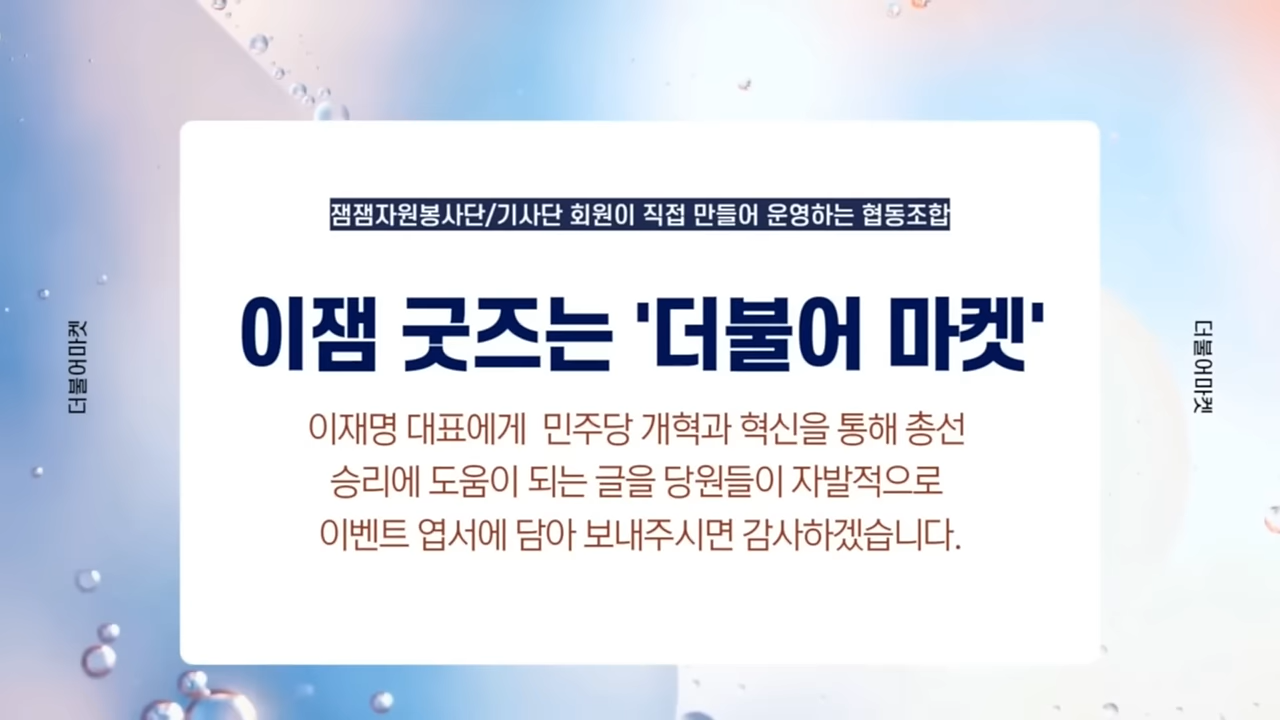 잼잼자원봉사단/기사단 회원이 직접 만들어 운영하는 협동조합
이잼 굿즈는 '더불어 마켓'
이재명 대표에게 민주당 개혁과 혁신을 통해 총선
승리에 도움이 되는 글을 당원들이 자발적으로
이벤트 엽서에 담아 보내주시면 감사하겠습니다.
더불어마켓
더불어마켓